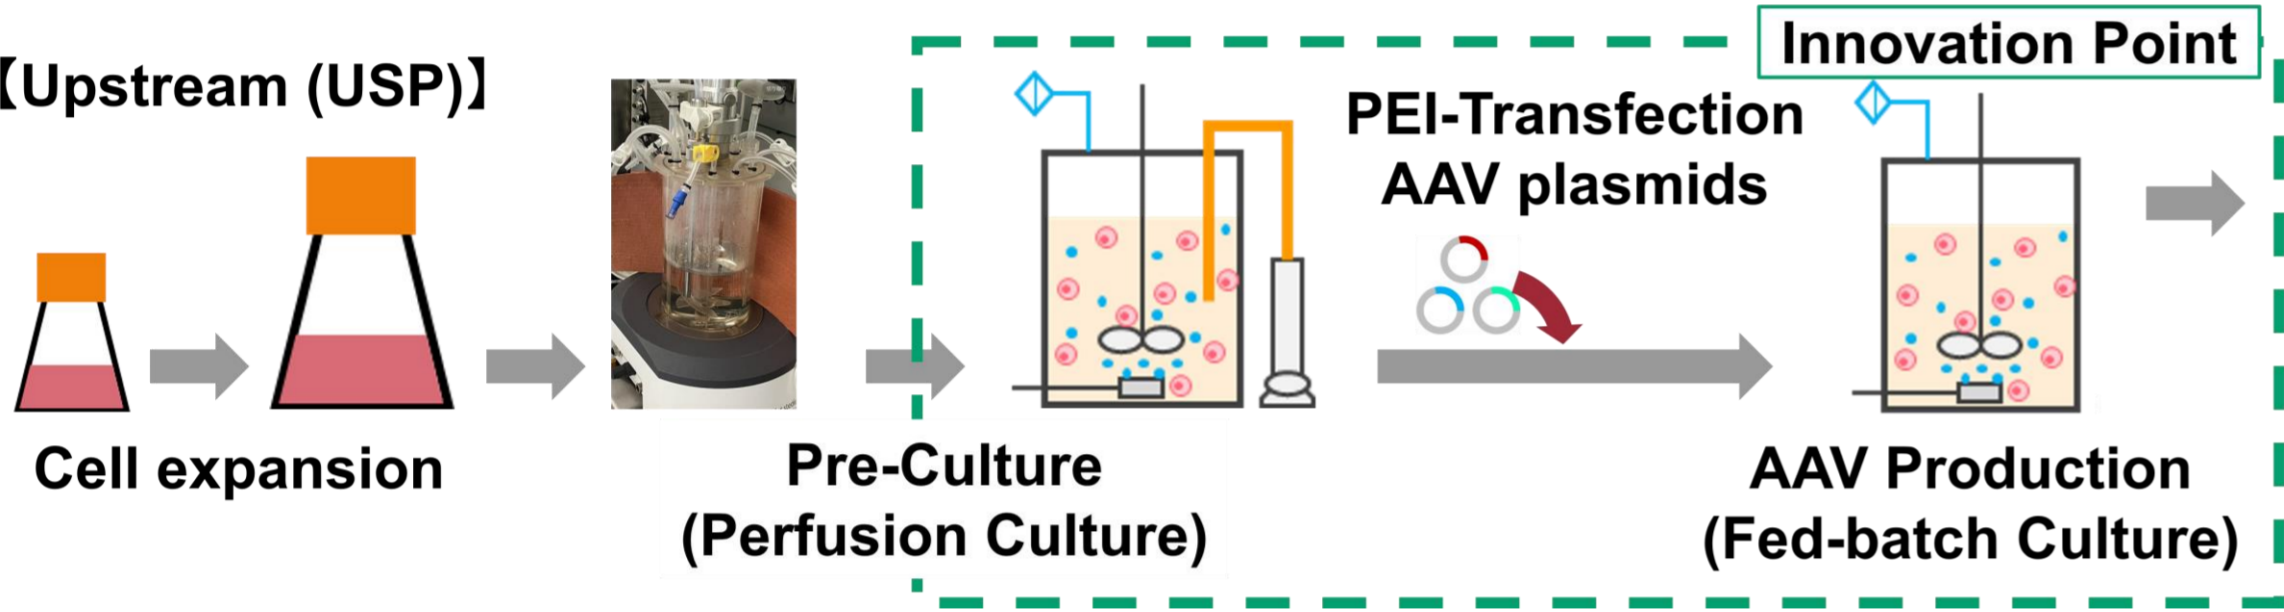 【Upstream (USP)】
Innovation Point
PEI-Transfection
AAV plasmids
Cell expansion
Pre-Culture
(Perfusion Culture)
AAV Production
(Fed-batch Culture)